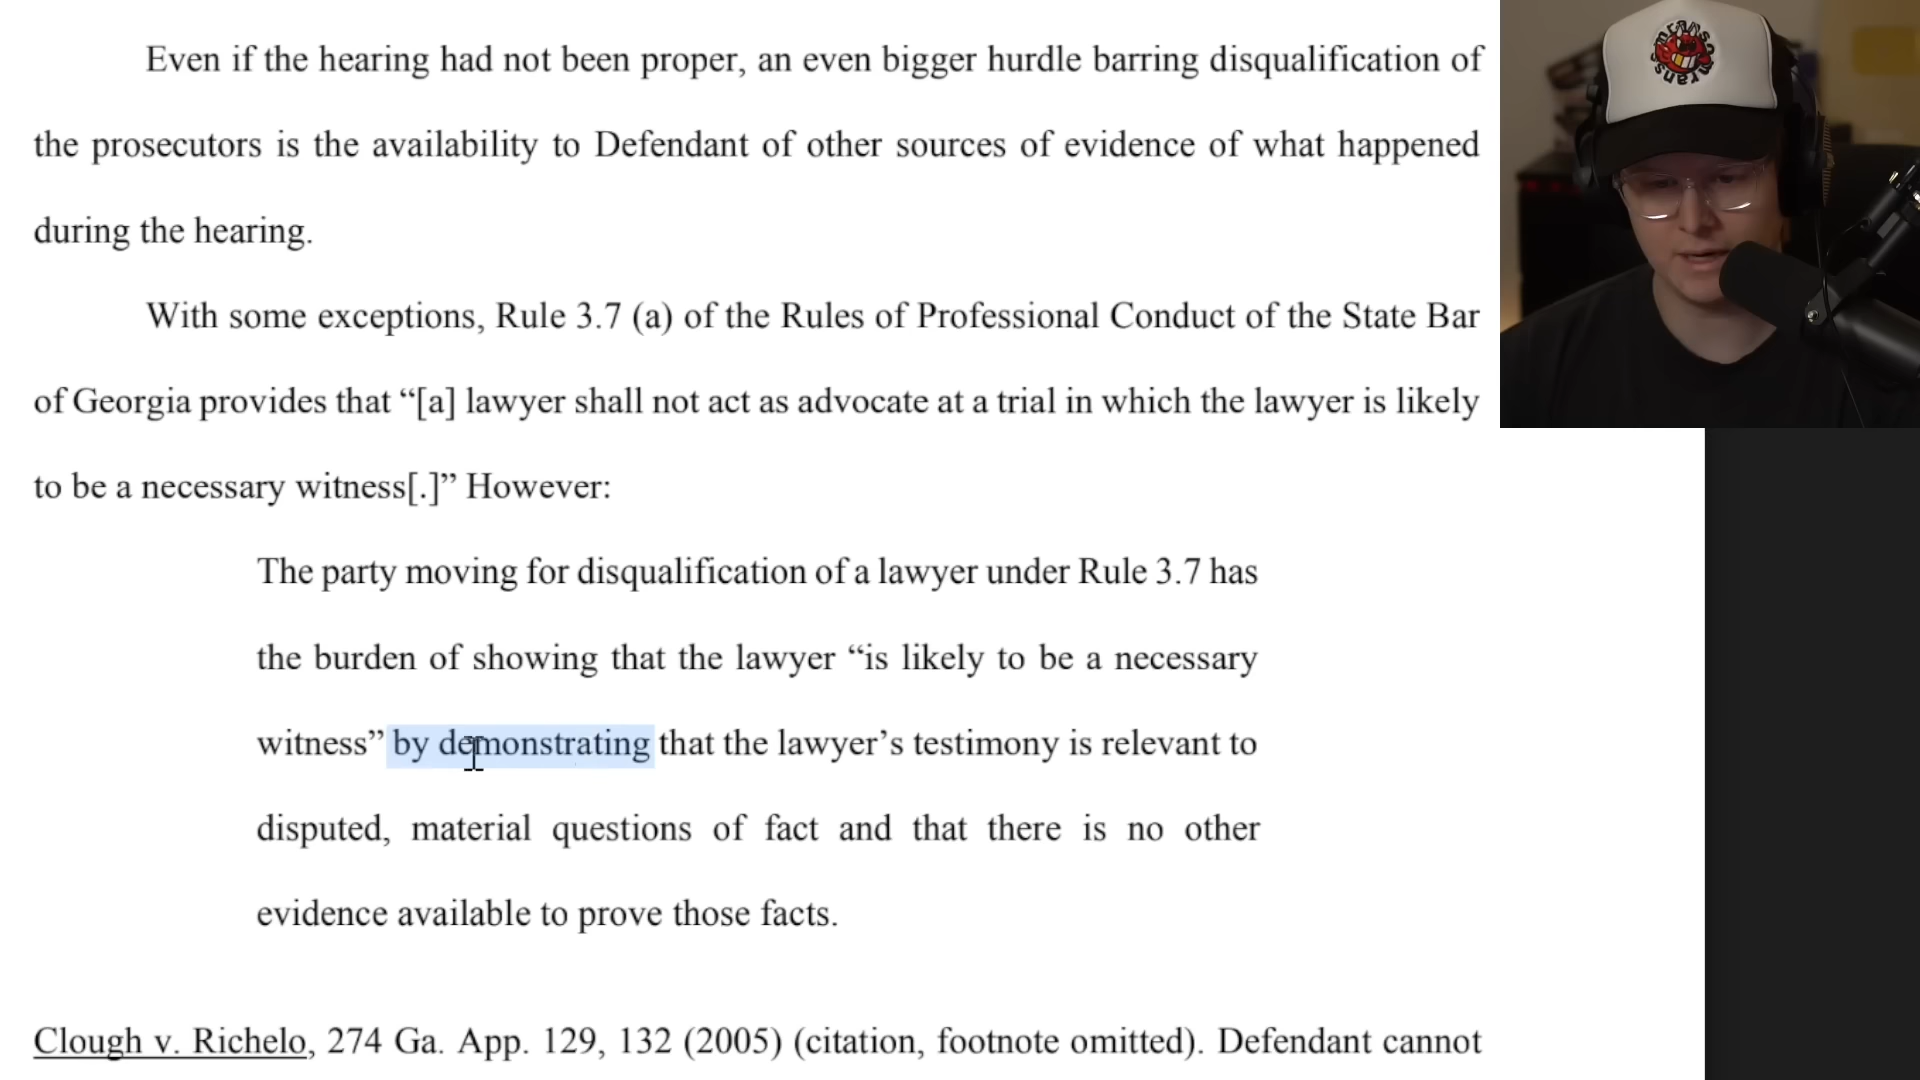 Even if the hearing had not been proper, an even bigger hurdle barring disqualification of
the prosecutors is the availability to Defendant of other sources of evidence of what happened
during the hearing.
With some exceptions, Rule 3.7 (a) of the Rules of Professional Conduct of the State Bar
of Georgia provides that “[a] lawyer shall not act as advocate at a trial in which the lawyer is likely
to be a necessary witness[.]” However:
The party moving for disqualification of a lawyer under Rule 3.7 has
the burden of showing that the lawyer “is likely to be a necessary
witness” by demonstrating that the lawyer’s testimony is relevant to
disputed, material questions of fact and that there is no other
evidence available to prove those facts.
Clough v. Richelo, 274 Ga. App. 129, 132 (2005) (citation, footnote omitted). Defendant cannot